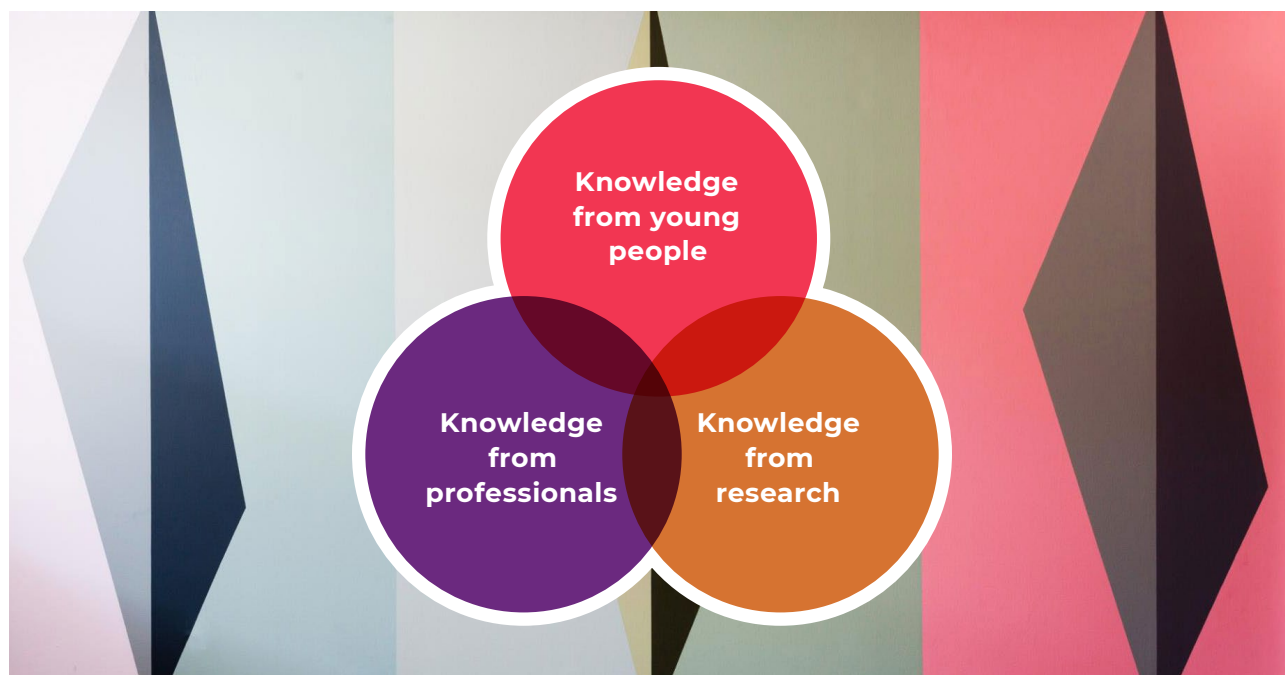 Knowledge
from young
people
Knowledge
from
professionals
Knowledge
from
research